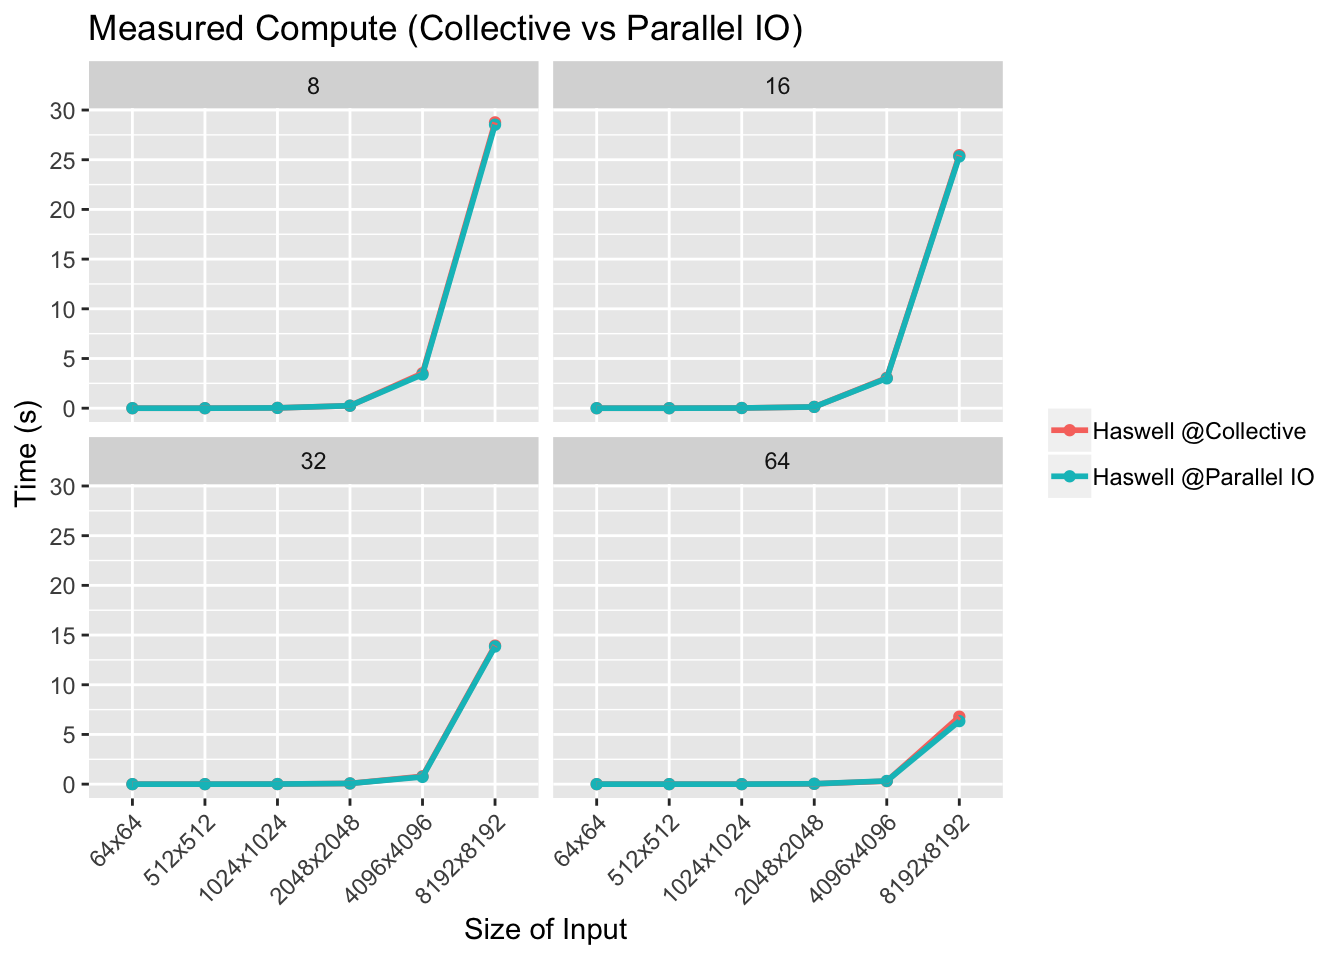 Measured Compute (Collective vs Parallel IO)
8
16
30
25
20
15
10
5
0
32
64
30
25
20
15
10
5
0
Time (s)
64x64
512x512
1024x1024
2048x2048
4096x4096
8192x8192
64x64
512x512
1024x1024
2048x2048
4096x4096
8192x8192
Size of Input
Haswell @Collective
Haswell @Parallel IO